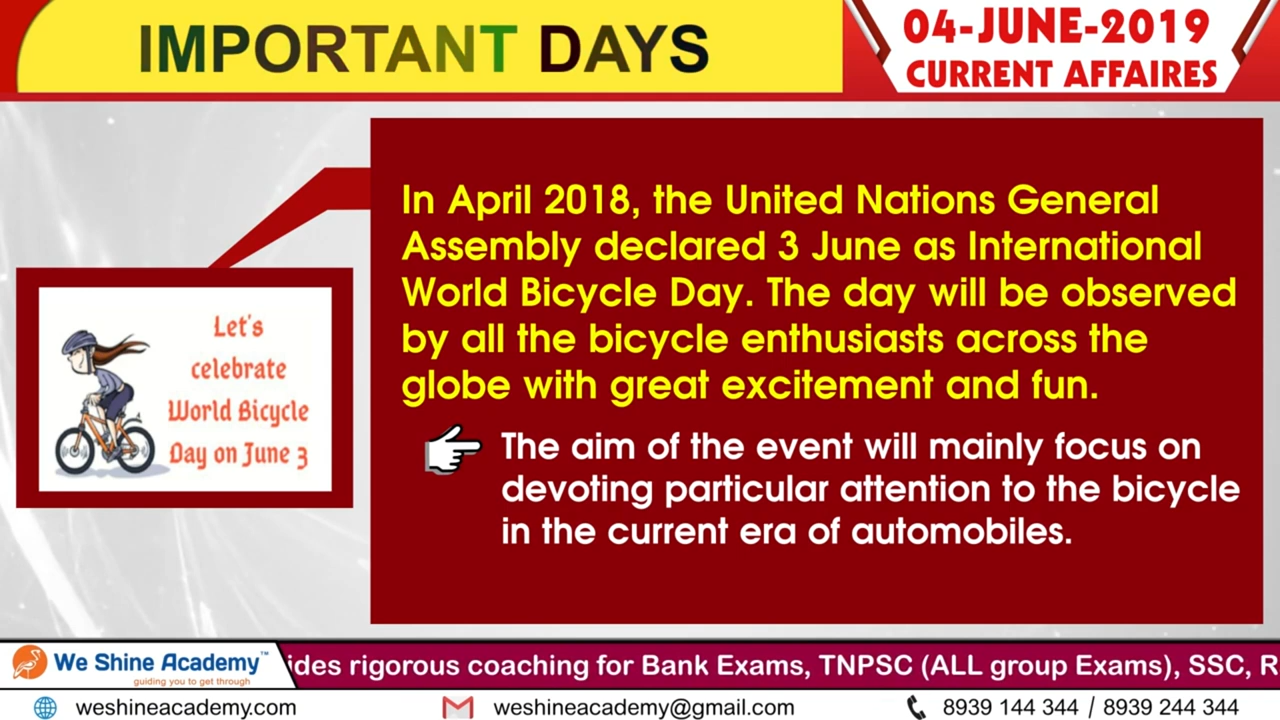 IMPORTANT DAYS
04-JUNE-2019
CURRENT AFFAIRES
In April 2018, the United Nations General
Assembly declared 3 June as International
World Bicycle Day. The day will be observed
by all the bicycle enthusiasts across the
globe with great excitement and fun.
The aim of the event will mainly focus on
devoting particular attention to the bicycle
in the current era of automobiles.
Let's
celebrate
World Bicycle
Day on June 3
We Shine Academy™
guiding you to get through
ides rigorous coaching for Bank Exams, TNPSC (ALL group Exams), SSC, R
weshineacademy.com
weshineacademy@gmail.com
8939 144 344 / 8939 244 344